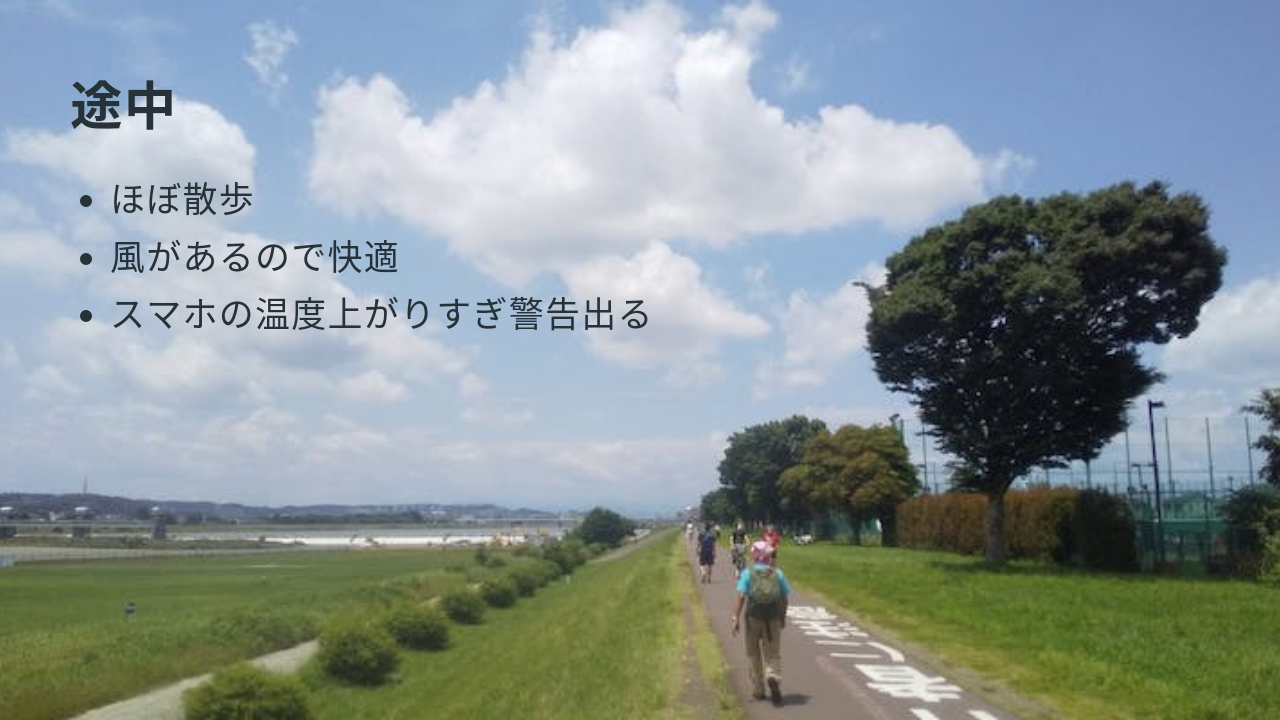 途中
ほぼ散歩
風があるので快適
スマホの温度上がりすぎ警告出る